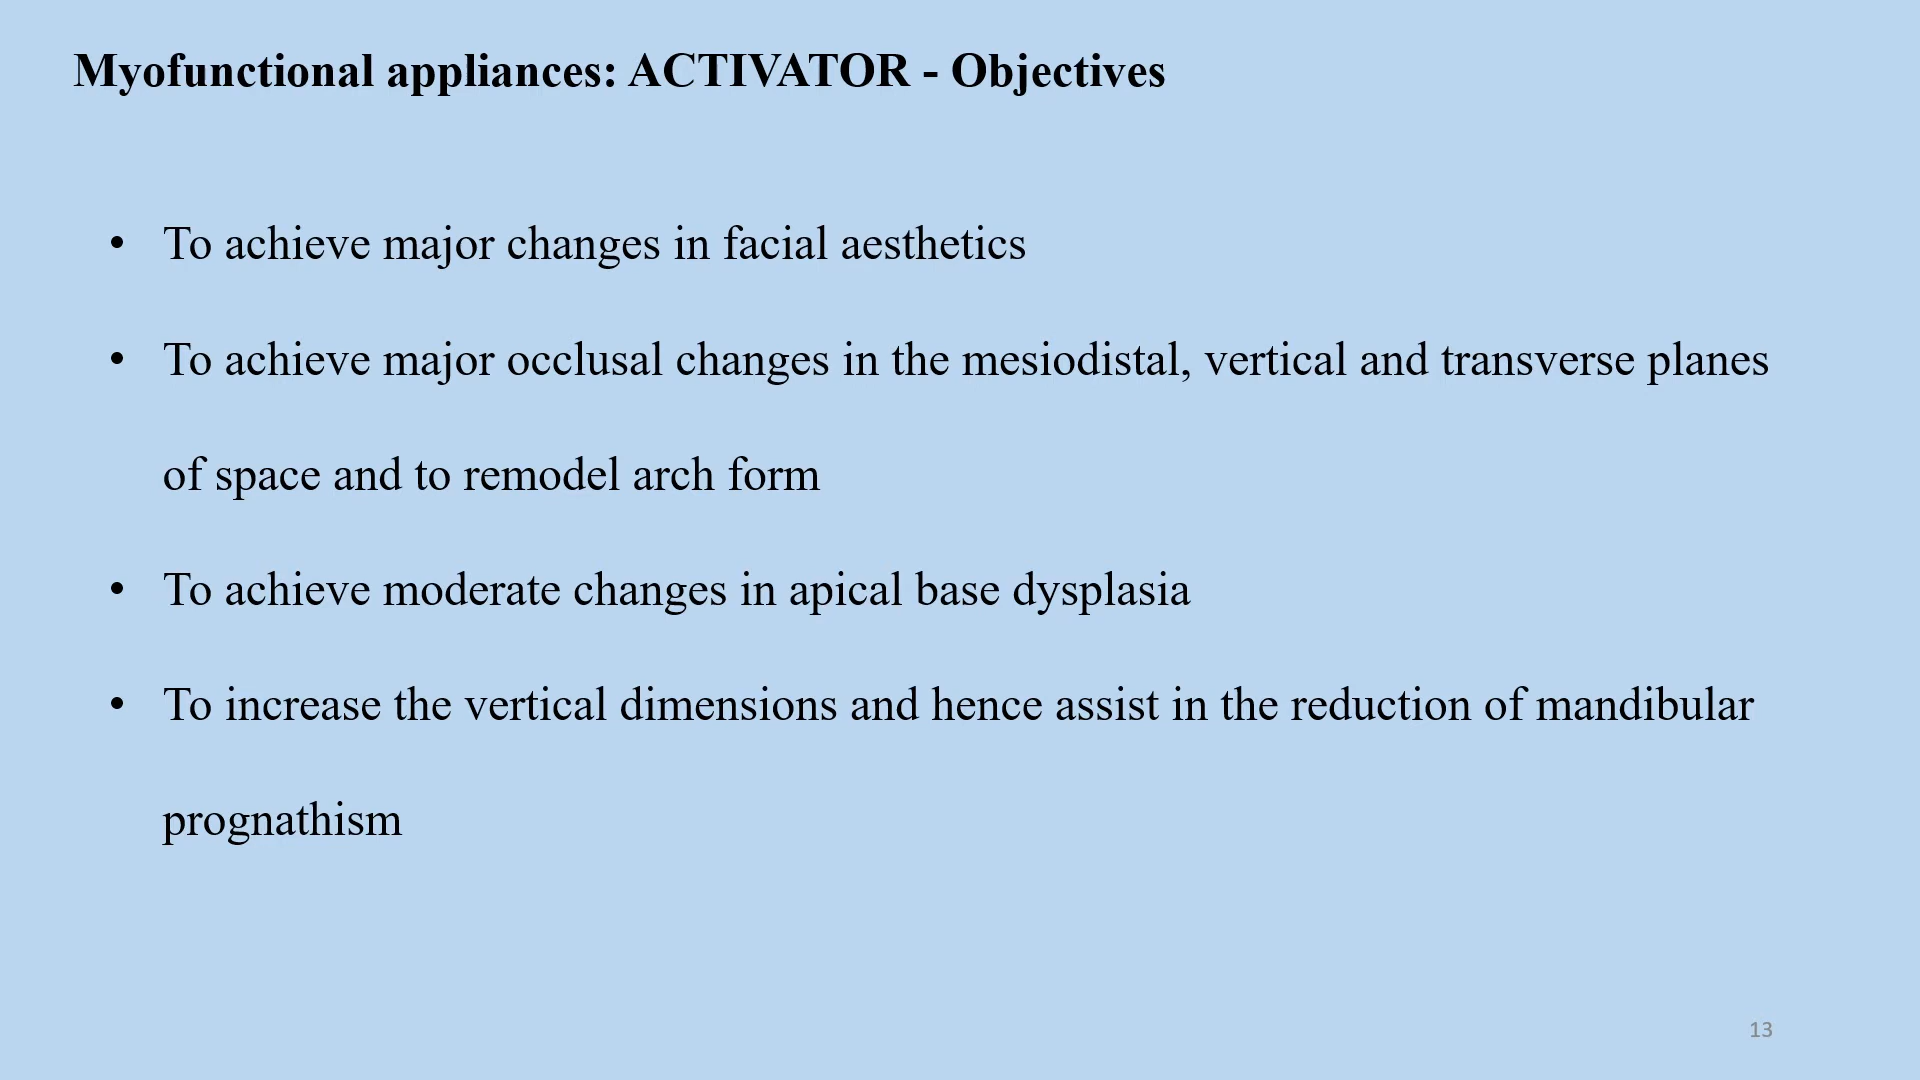 Myofunctional appliances: ACTIVATOR - Objectives
• To achieve major changes in facial aesthetics
• To achieve major occlusal changes in the mesiodistal, vertical and transverse planes
of space and to remodel arch form
• To achieve moderate changes in apical base dysplasia
• To increase the vertical dimensions and hence assist in the reduction of mandibular
prognathism
13